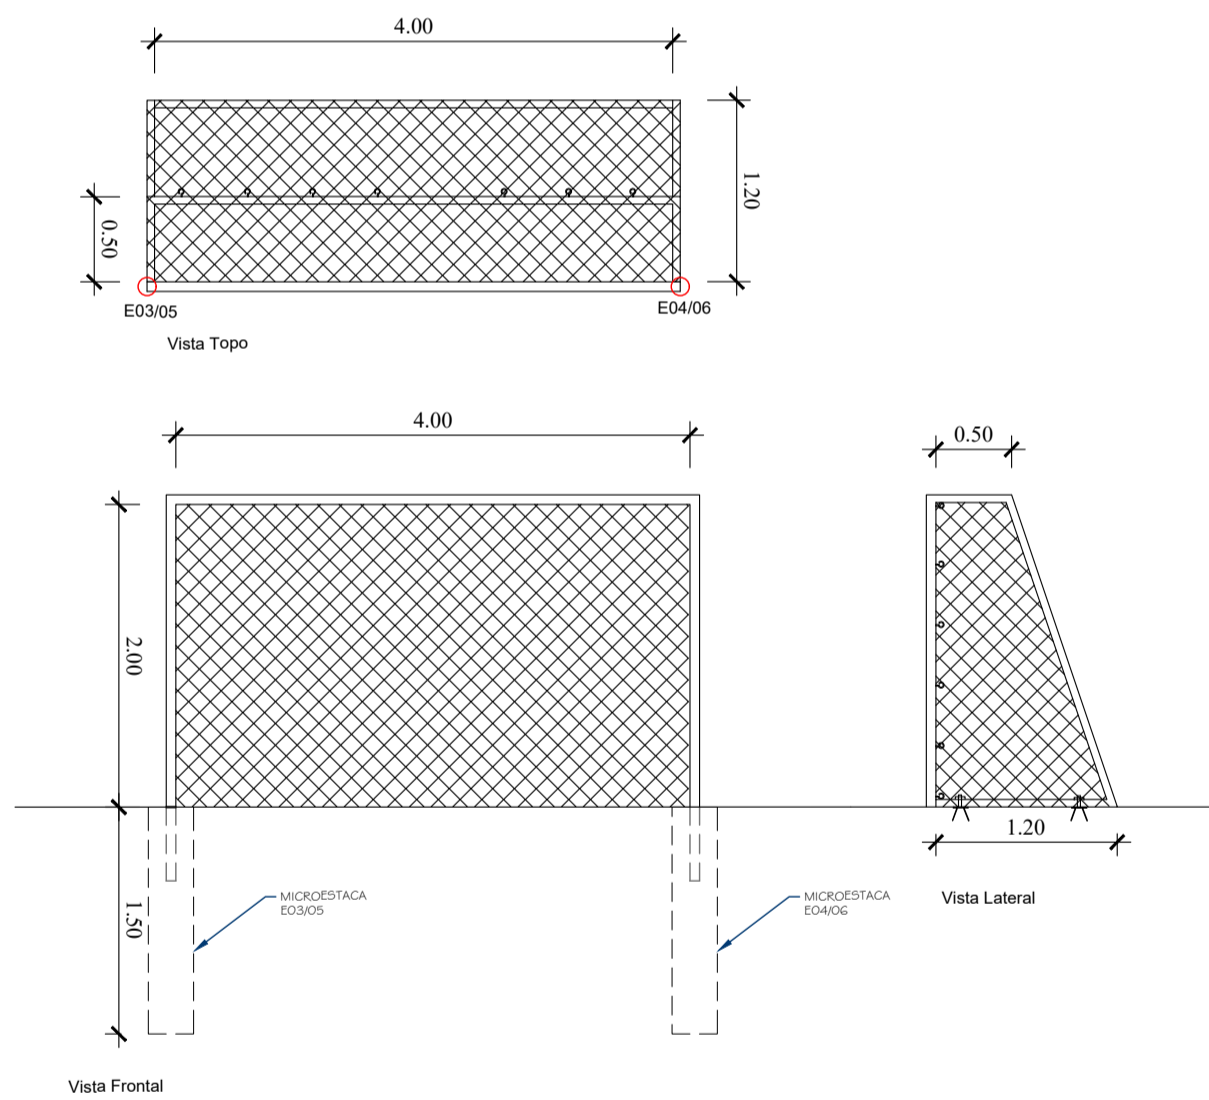 4.00
1.20
0.50
E03/05
E04/06
Vista Topo
4.00
0.50
2.00
1.20
1.50
MICROESTACA
E03/05
MICROESTACA
E04/06
Vista Lateral
Vista Frontal